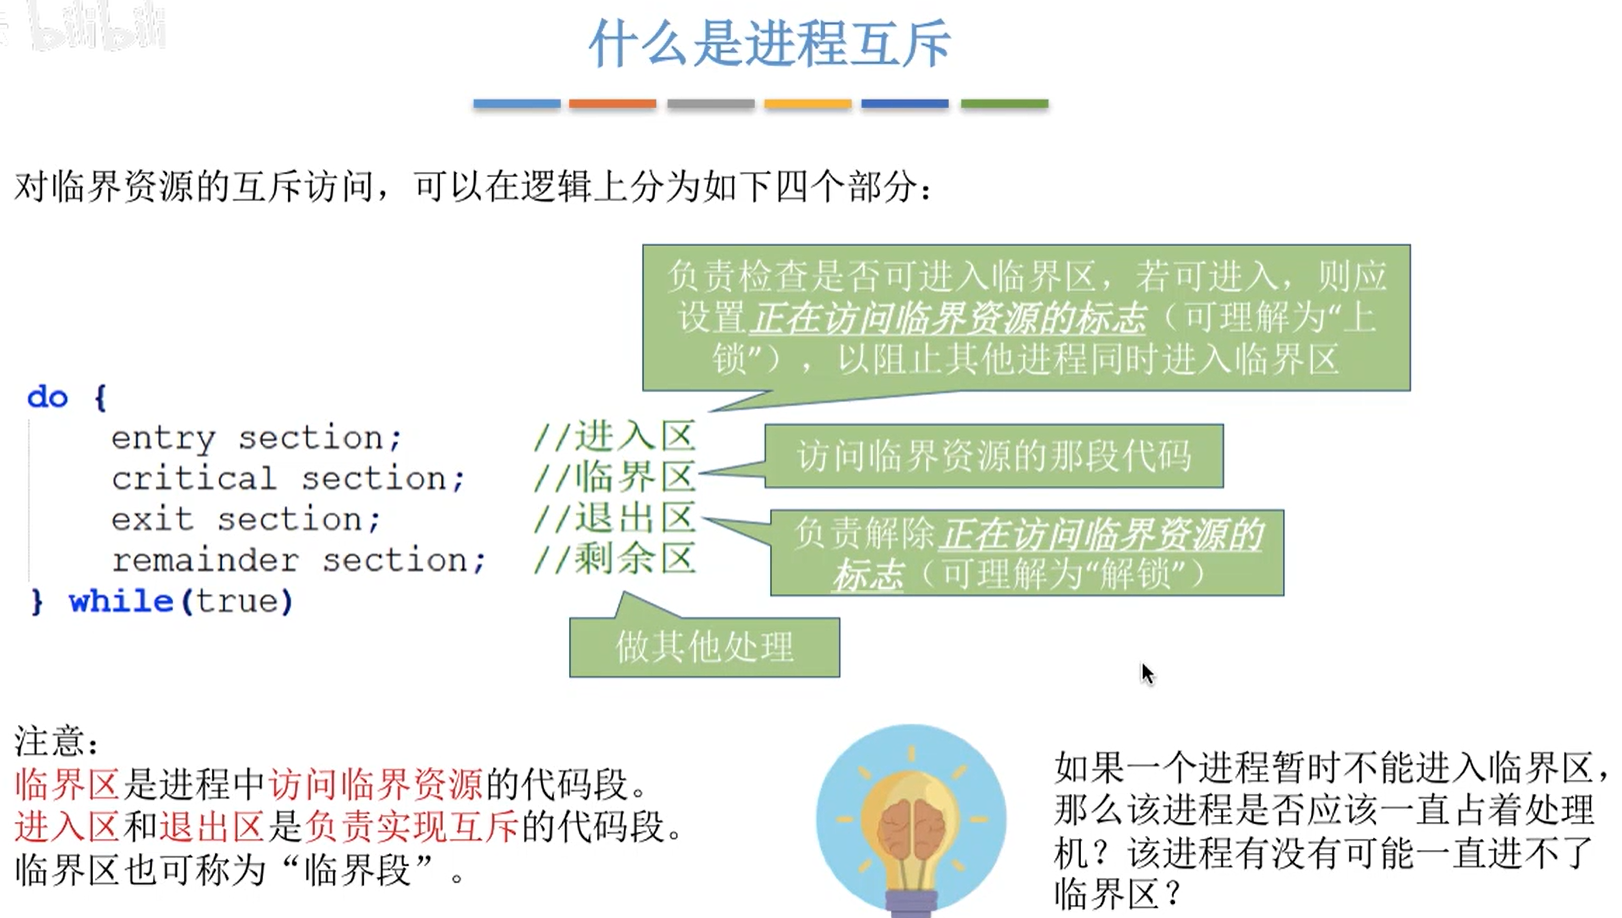 bilibili
什么是进程互斥
对临界资源的互斥访问，可以在逻辑上分为如下四个部分：
负责检查是否可进入临界区，若可进入，则应
设置正在访问临界资源的标志（可理解为“上
锁”），以阻止其他进程同时进入临界区
do {
entry section; //进入区
critical section; //临界区
exit section; //退出区
remainder section; //剩余区
} while(true)
访问临界资源的那段代码
负责解除正在访问临界资源的
标志（可理解为“解锁”）
做其他处理
注意：
临界区是进程中访问临界资源的代码段。
进入区和退出区是负责实现互斥的代码段。
临界区也可称为“临界段”。
如果一个进程暂时不能进入临界区，
那么该进程是否应该一直占着处理
机？该进程有没有可能一直进不了
临界区？